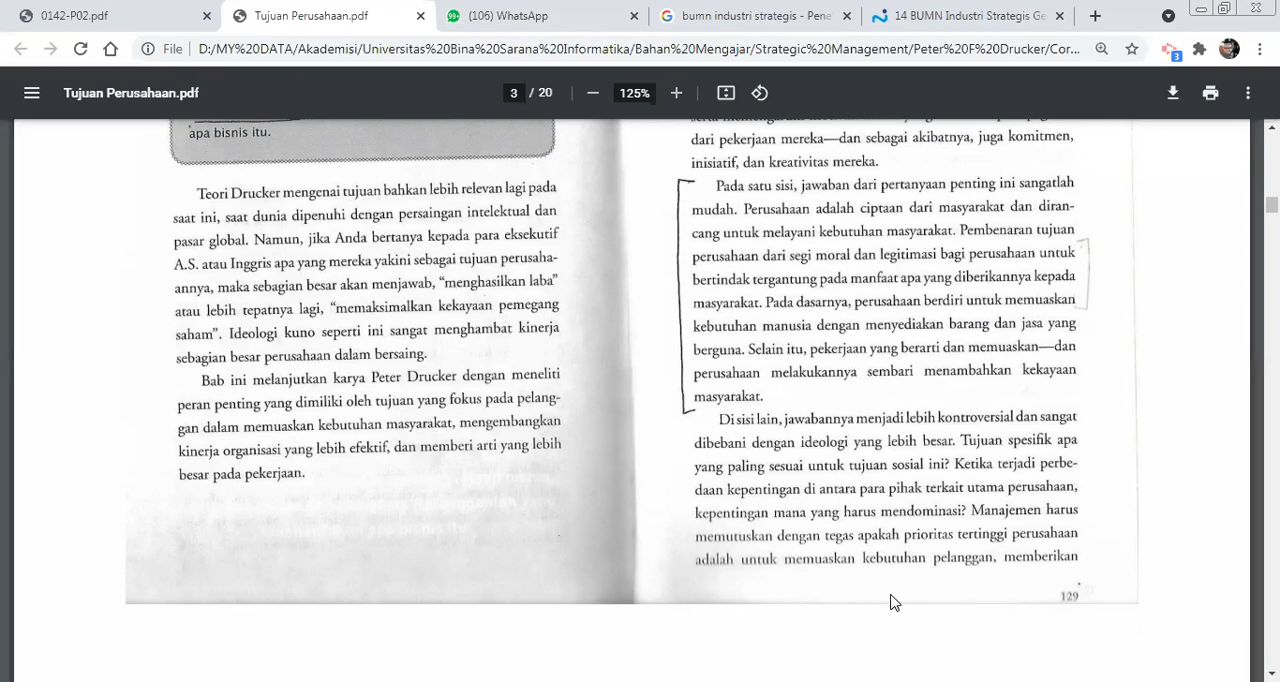 0142-P02.pdf
Tujuan Perusahaan.pdf
99+ (106) WhatsApp
bumn industri strategis - Pene
14 BUMN Industri Strategis Ge
File D:/MY%20DATA/Akademisi/Universitas%20Bina%20Sarana%20Informatika/Bahan%20Mengajar/Strategic%20Management/Peter%20F%20Drucker/Cor...
3
Tujuan Perusahaan.pdf
3 / 20
125%
apa bisnis itu.
Teori Drucker mengenai tujuan bahkan lebih relevan lagi pada
saat ini, saat dunia dipenuhi dengan persaingan intelektual dan
pasar global. Namun, jika Anda bertanya kepada para eksekutif
A.S. atau Inggris apa yang mereka yakini sebagai tujuan perusaha-
annya, maka sebagian besar akan menjawab, “menghasilkan laba”
atau lebih tepatnya lagi, “memaksimalkan kekayaan pemegang
saham”. Ideologi kuno seperti ini sangat menghambat kinerja
sebagian besar perusahaan dalam bersaing.
Bab ini melanjutkan karya Peter Drucker dengan meneliti
peran penting yang dimiliki oleh tujuan yang fokus pada pelang-
gan dalam memuaskan kebutuhan masyarakat, mengembangkan
kinerja organisasi yang lebih efektif, dan memberi arti yang lebih
besar pada pekerjaan.
dari pekerjaan mereka—dan sebagai akibatnya, juga komitmen,
inisiatif, dan kreativitas mereka.
Pada satu sisi, jawaban dari pertanyaan penting ini sangatlah
mudah. Perusahaan adalah ciptaan dari masyarakat dan diran-
cang untuk melayani kebutuhan masyarakat. Pembenaran tujuan
perusahaan dari segi moral dan legitimasi bagi perusahaan untuk
bertindak tergantung pada manfaat apa yang diberikannya kepada
masyarakat. Pada dasarnya, perusahaan berdiri untuk memuaskan
kebutuhan manusia dengan menyediakan barang dan jasa yang
berguna. Selain itu, pekerjaan yang berarti dan memuaskan—dan
perusahaan melakukannya sembari menambahkan kekayaan
masyarakat.
Di sisi lain, jawabannya menjadi lebih kontroversial dan sangat
dibebani dengan ideologi yang lebih besar. Tujuan spesifik apa
yang paling sesuai untuk tujuan sosial ini? Ketika terjadi perbe-
daan kepentingan di antara para pihak terkait utama perusahaan,
kepentingan mana yang harus mendominasi? Manajemen harus
memutuskan dengan tegas apakah prioritas tertinggi perusahaan
adalah untuk memuaskan kebutuhan pelanggan, memberikan
129